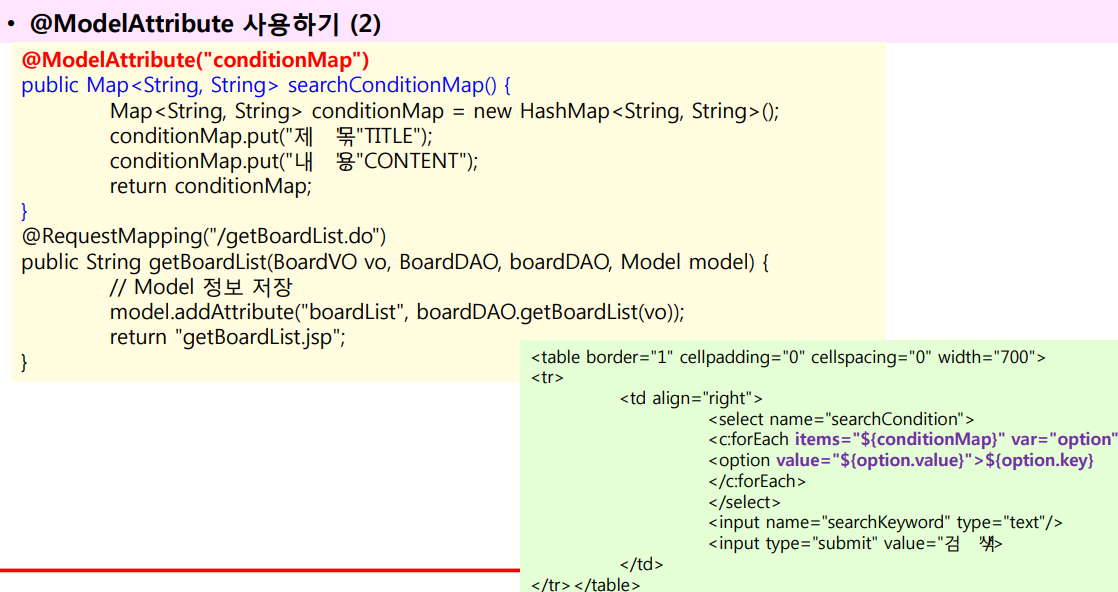 • @ModelAttribute 사용하기 (2)
@ModelAttribute("conditionMap")
public Map<String, String> searchConditionMap() {
Map<String, String> conditionMap = new HashMap<String, String>();
conditionMap.put("제목", "TITLE");
conditionMap.put("내용", "CONTENT");
return conditionMap;
}
@RequestMapping("/getBoardList.do")
public String getBoardList(BoardVO vo, BoardDAO, boardDAO, Model model) {
// Model 정보 저장
model.addAttribute("boardList", boardDAO.getBoardList(vo));
return "getBoardList.jsp";
}
<table border="1" cellpadding="0" cellspacing="0" width="700">
<tr>
<td align="right">
<select name="searchCondition">
<c:forEach items="${conditionMap}" var="option"
<option value="${option.value}">${option.key}
</c:forEach>
</select>
<input name="searchKeyword" type="text"/>
<input type="submit" value="검색"/>
</td>
</tr></table>